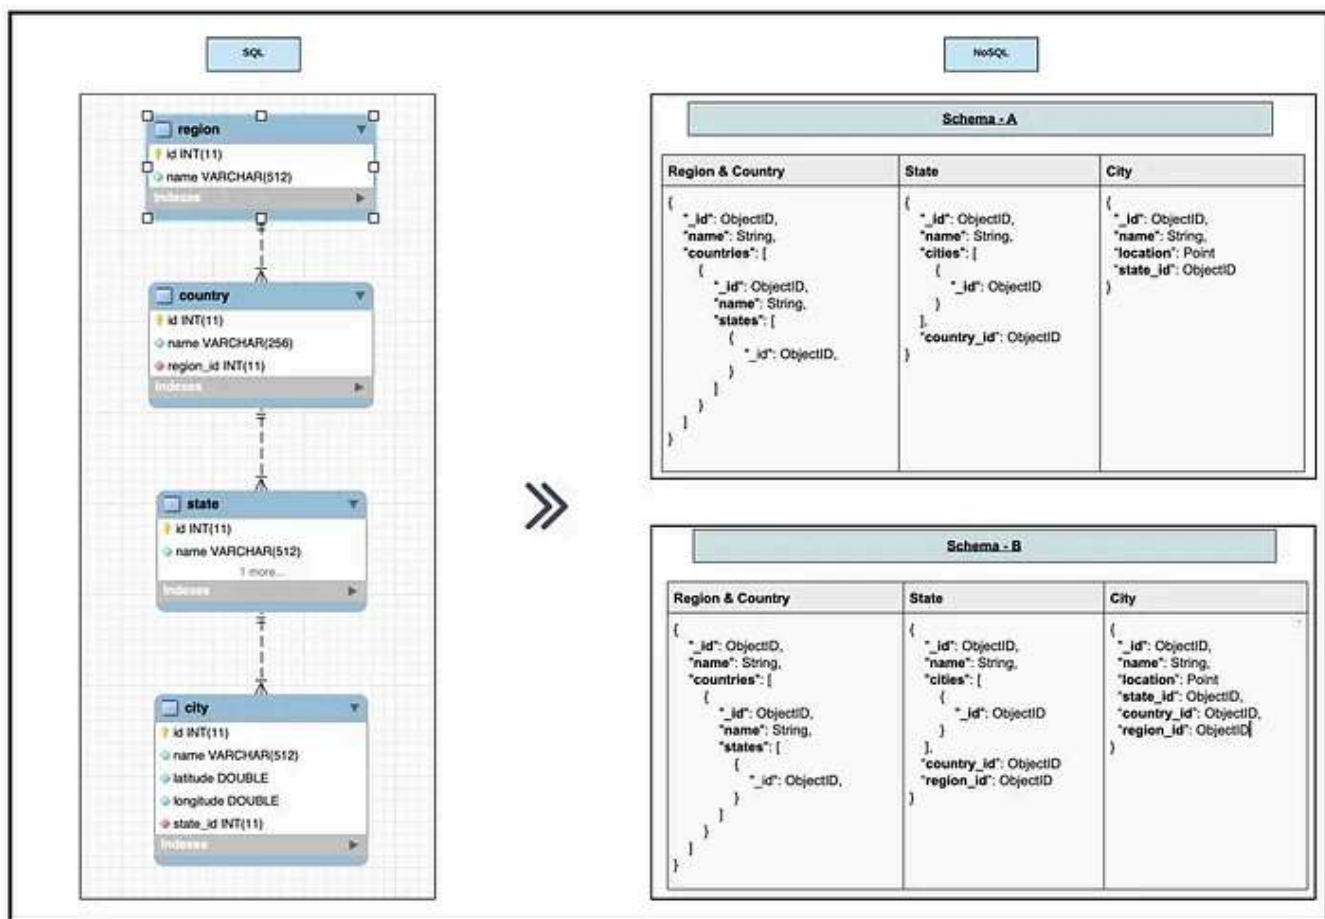 SQL
region
id INT(11)
name VARCHAR(512)
Indexes
country
id INT(11)
name VARCHAR(256)
region_id INT(11)
Indexes
state
id INT(11)
name VARCHAR(512)
1 more...
Indexes
city
id INT(11)
name VARCHAR(512)
latitude DOUBLE
longitude DOUBLE
state_id INT(11)
Indexes
NoSQL
Schema - A
Region & Country
{
"_id": ObjectID,
"name": String,
"countries": [
{
"_id": ObjectID,
"name": String,
"states": [
{
"_id": ObjectID,
}
]
}
]
}
State
{
"_id": ObjectID,
"name": String,
"cities": [
{
"_id": ObjectID
}
],
"country_id": ObjectID
}
City
{
"_id": ObjectID,
"name": String,
"location": Point
"state_id": ObjectID
}
Schema - B
Region & Country
{
"_id": ObjectID,
"name": String,
"countries": [
{
"_id": ObjectID,
"name": String,
"states": [
{
"_id": ObjectID,
}
]
}
]
}
State
{
"_id": ObjectID,
"name": String,
"cities": [
{
"_id": ObjectID
}
],
"country_id": ObjectID
"region_id": ObjectID
}
City
{
"_id": ObjectID,
"name": String,
"location": Point
"state_id": ObjectID,
"country_id": ObjectID,
"region_id": ObjectID
}